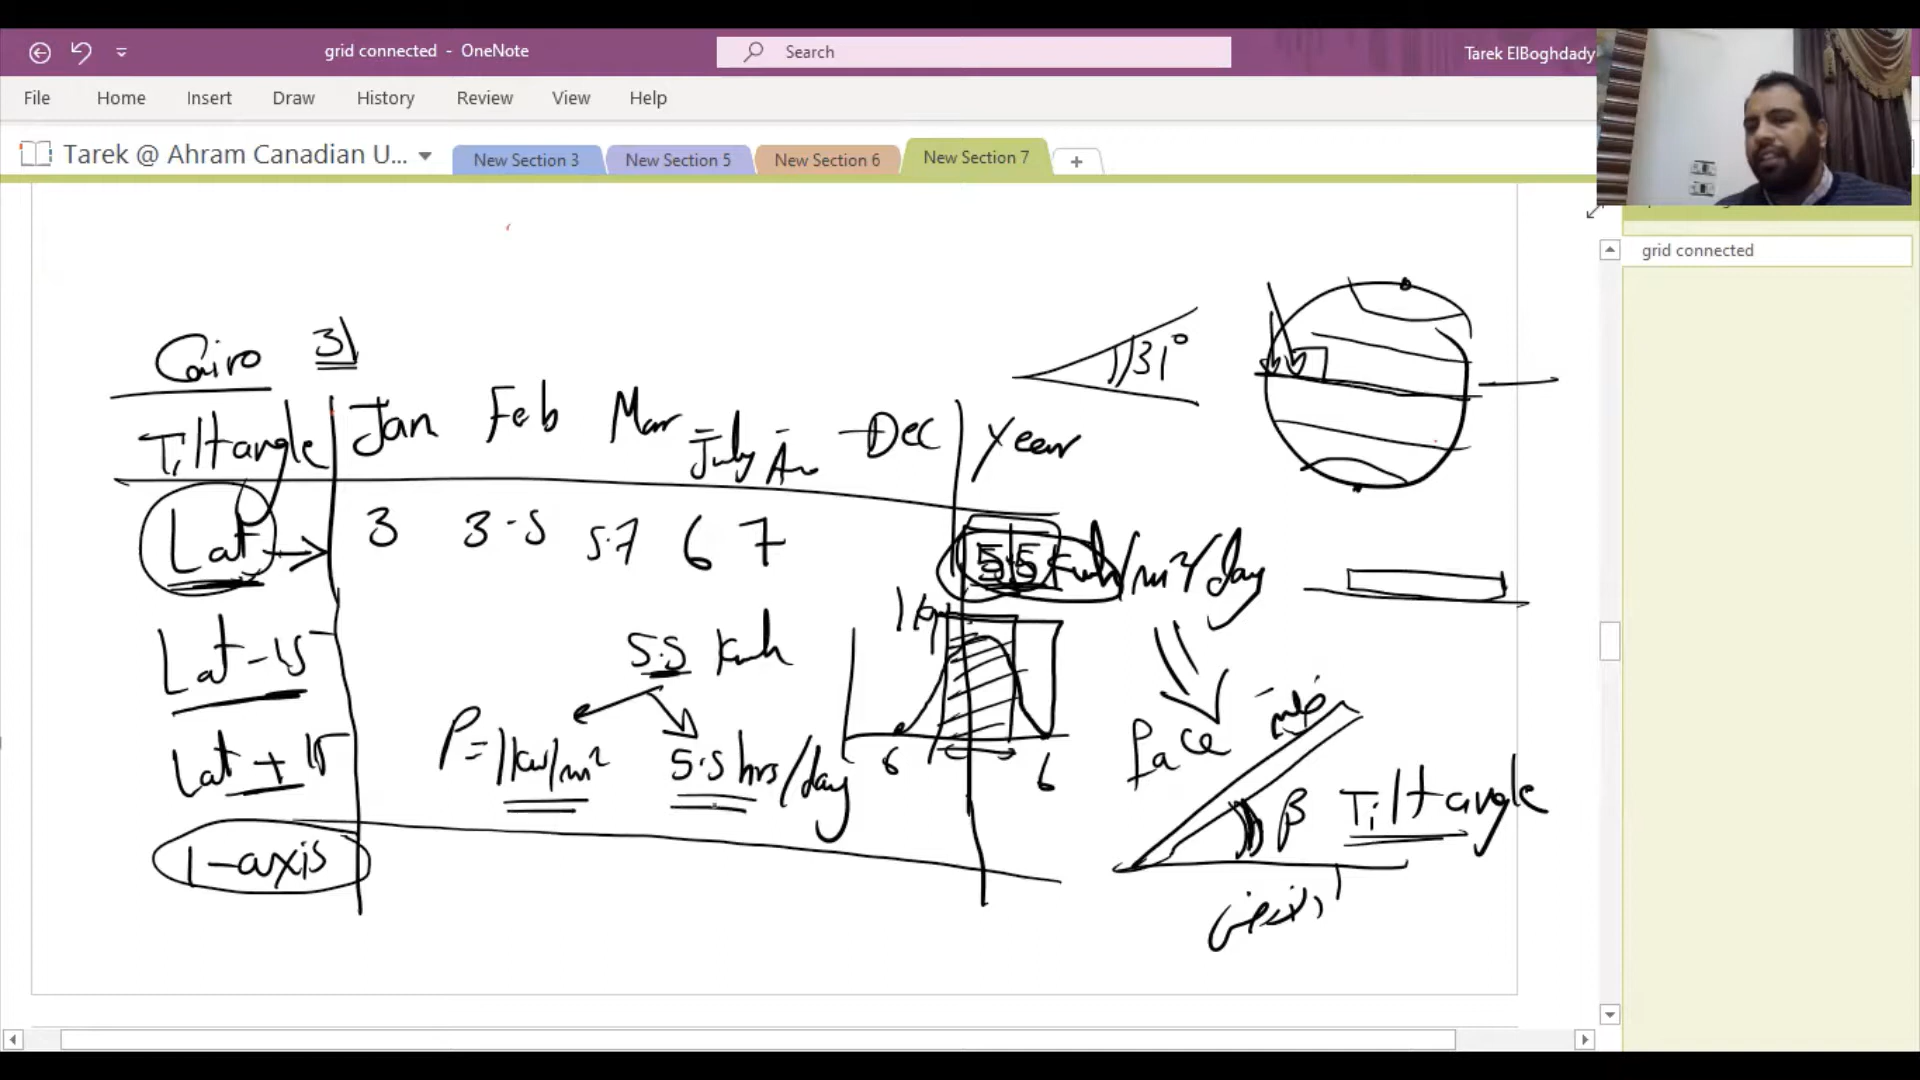 grid connected - OneNote
Search
Tarek ElBoghdady
File Home Insert Draw History Review View Help
Tarek @ Ahram Canadian U...
New Section 3
New Section 5
New Section 6
New Section 7
+
grid connected
Cairo 31
31°
Tilt angle Jan Feb Mar July Dec Year
Lat → 3 3.5 5.7 6 7 5.5 kwh/m²/day
Lat - 15
5.5 kwh
Lat + 15
P = 1 kw/m²
5.5 hrs/day
6 6
face
β Tilt angle
1-axis